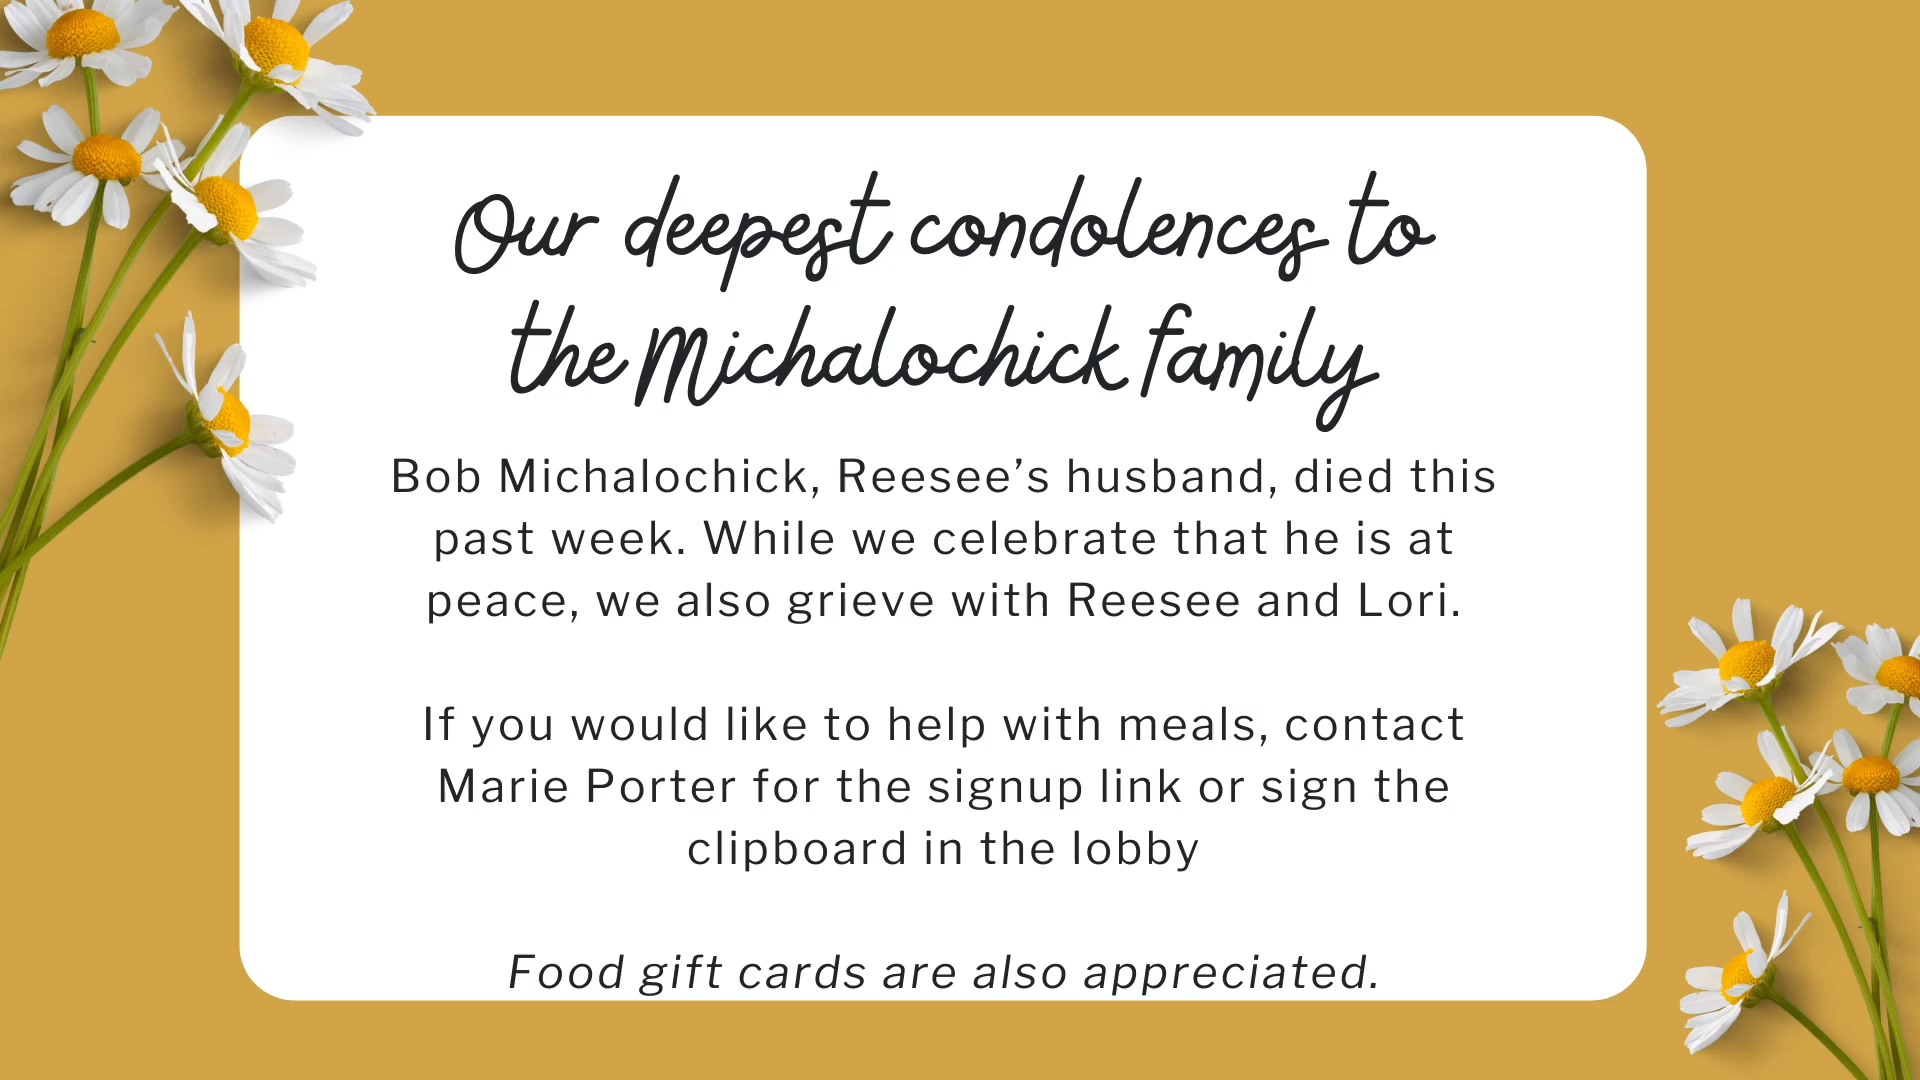 Our deepest condolences to
the Michalochick family
Bob Michalochick, Reesee’s husband, died this
past week. While we celebrate that he is at
peace, we also grieve with Reesee and Lori.
If you would like to help with meals, contact
Marie Porter for the signup link or sign the
clipboard in the lobby
Food gift cards are also appreciated.